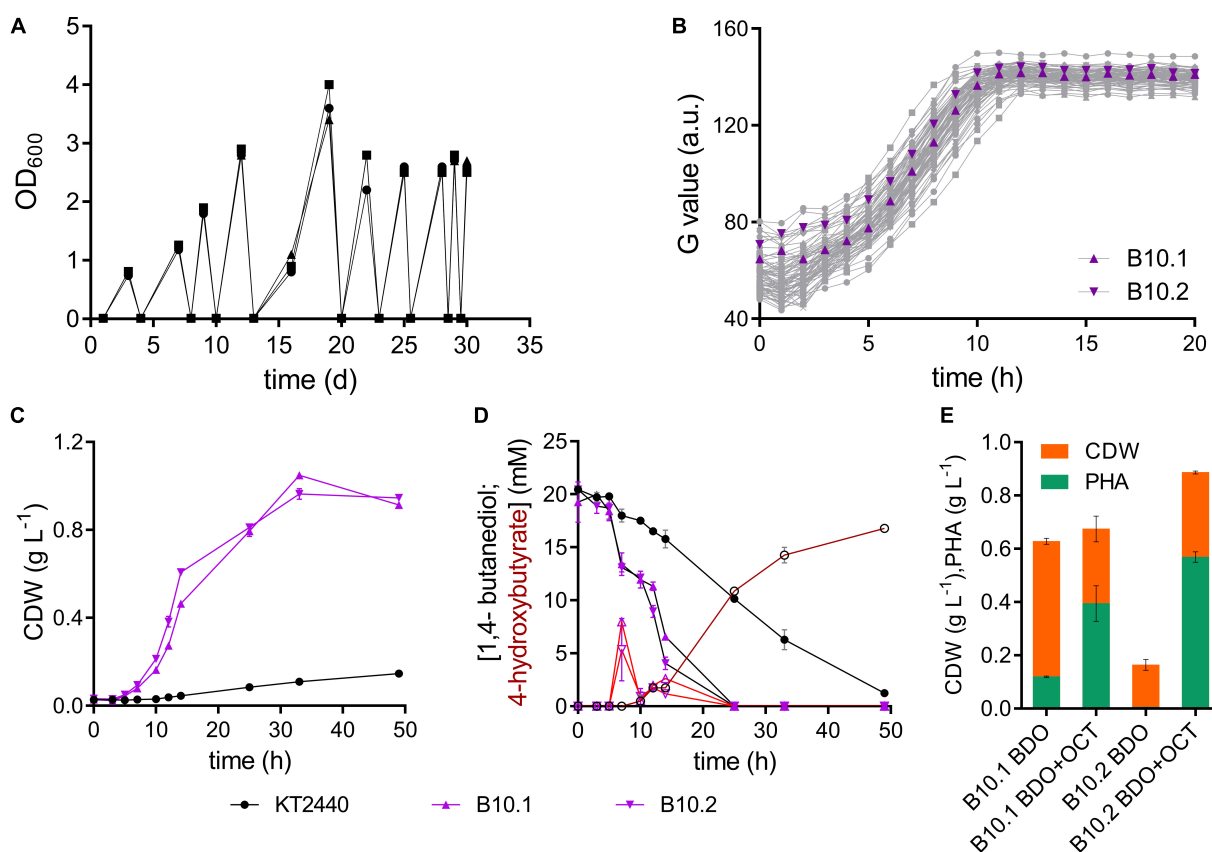 A
5
4
3
2
1
0
OD600
0 5 10 15 20 25 30 35
time (d)
B
160
120
80
40
G value (a.u.)
B10.1
B10.2
0 5 10 15 20
time (h)
C
1.2
0.8
0.4
0.0
CDW (g L-1)
0 10 20 30 40 50
time (h)
D
25
20
15
10
5
0
[1,4- butanediol;
4-hydroxybutyrate] (mM)
0 10 20 30 40 50
time (h)
E
1.0
0.8
0.6
0.4
0.2
0.0
CDW (g L-1),PHA (g L-1)
CDW
PHA
B10.1 BDO
B10.1 BDO+OCT
B10.2 BDO
B10.2 BDO+OCT
KT2440 B10.1 B10.2